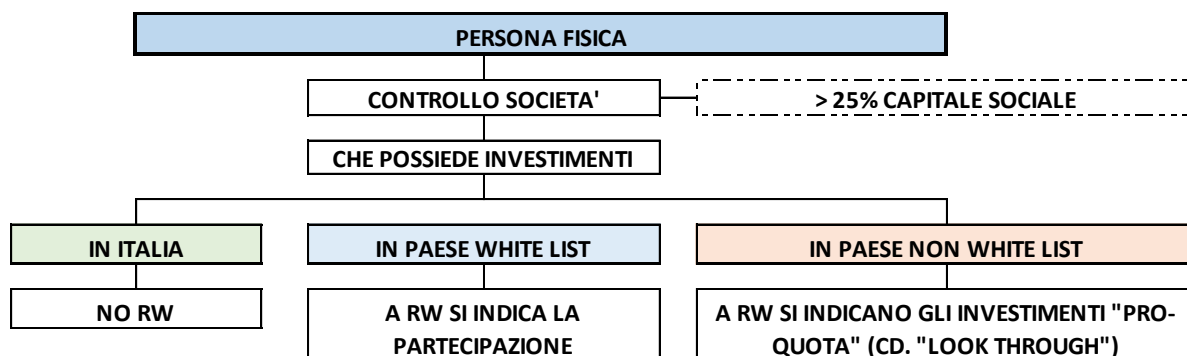 PERSONA FISICA
CONTROLLO SOCIETA'
> 25% CAPITALE SOCIALE
CHE POSSIEDE INVESTIMENTI
IN ITALIA
IN PAESE WHITE LIST
IN PAESE NON WHITE LIST
NO RW
A RW SI INDICA LA
PARTECIPAZIONE
A RW SI INDICANO GLI INVESTIMENTI "PRO-
QUOTA" (CD. "LOOK THROUGH")